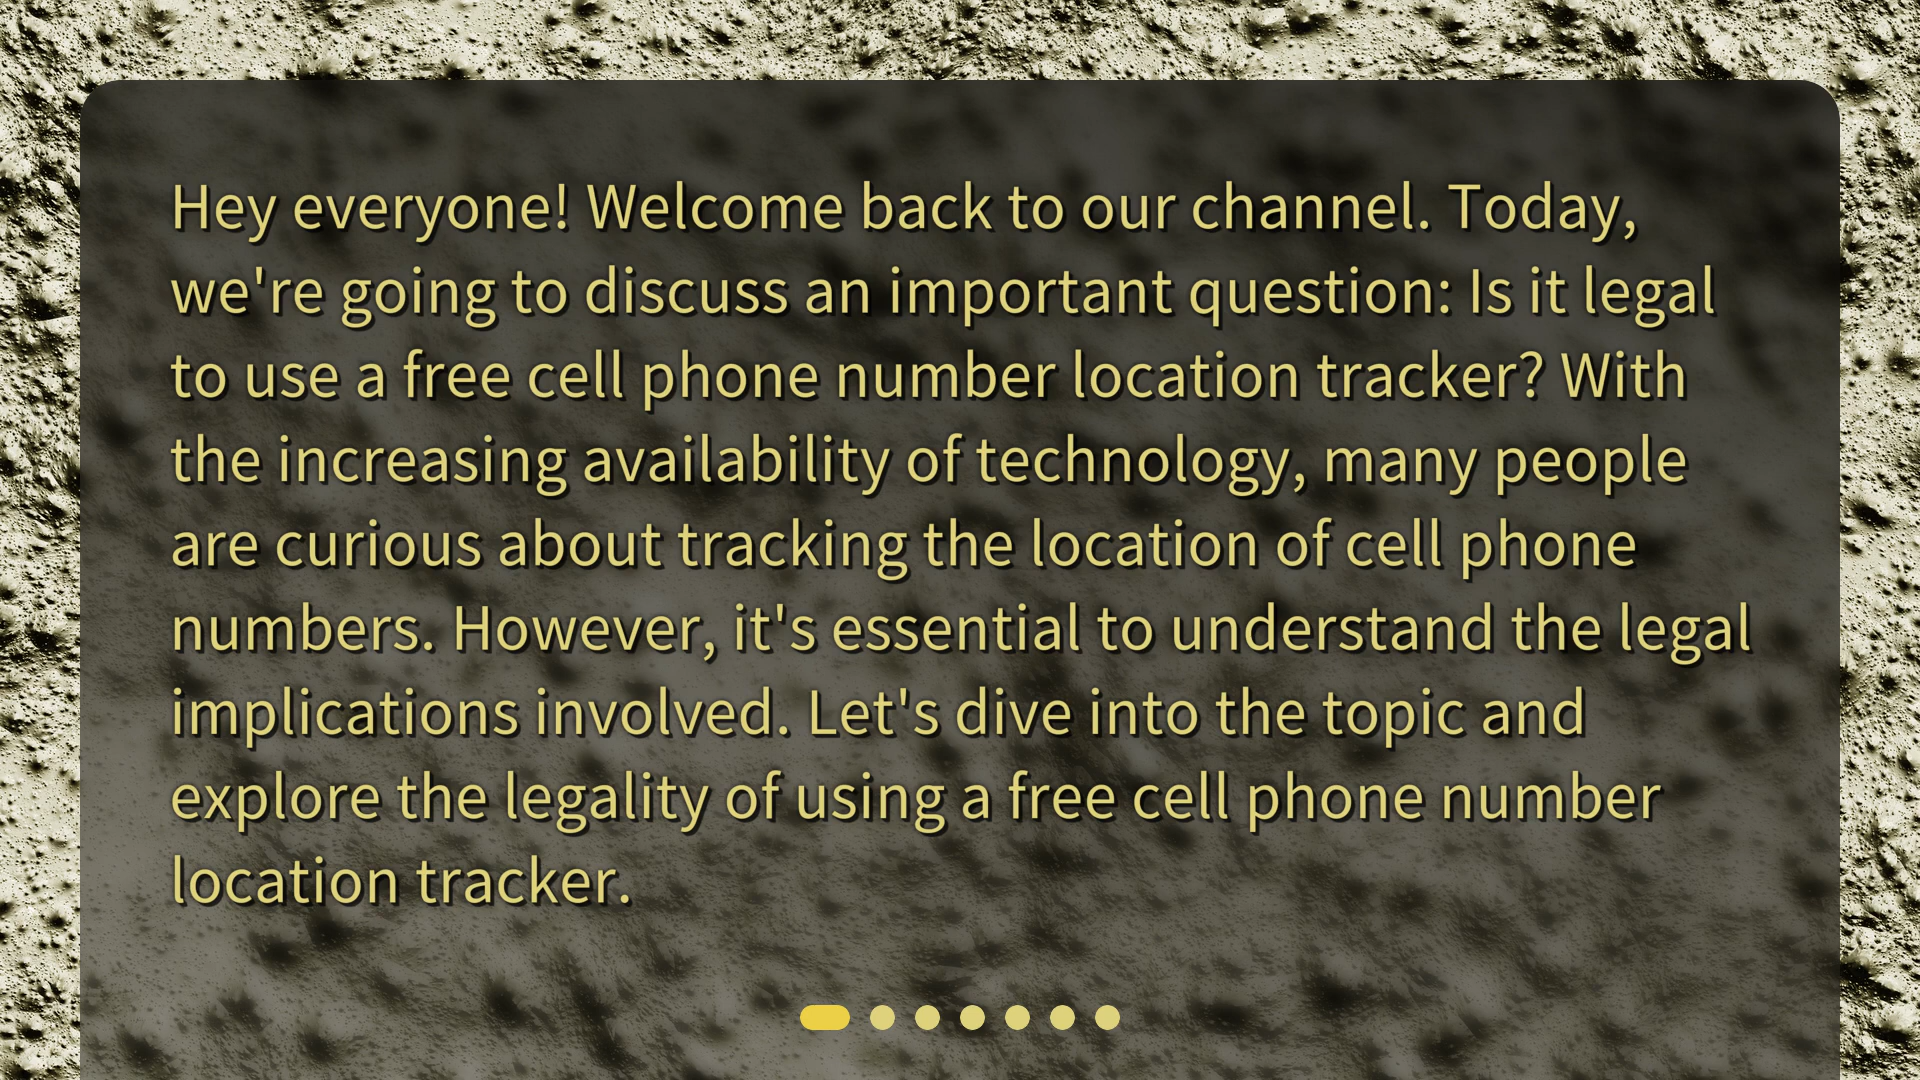 Hey everyone! Welcome back to our channel. Today,
we're going to discuss an important question: Is it legal
to use a free cell phone number location tracker? With
the increasing availability of technology, many people
are curious about tracking the location of cell phone
numbers. However, it's essential to understand the legal
implications involved. Let's dive into the topic and
explore the legality of using a free cell phone number
location tracker.